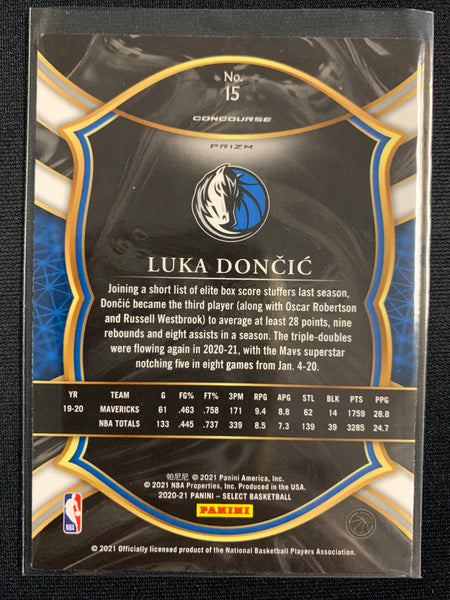 No.
15
CONCOURSE
PRIZM
LUKA DONČIĆ
Joining a short list of elite box score stuffers last season,
Dončić became the third player (along with Oscar Robertson
and Russell Westbrook) to average at least 28 points, nine
rebounds and eight assists in a season. The triple-doubles
were flowing again in 2020-21, with the Mavs superstar
notching five in eight games from Jan. 4-20.
YR TEAM G FG% FT% 3PM RPG APG STL BLK PTS PPG
19-20 MAVERICKS 61 .463 .758 171 9.4 8.8 62 14 1759 28.8
NBA TOTALS 133 .445 .737 339 8.5 7.3 139 39 3285 24.7
帕尼尼 © 2021 Panini America, Inc.
© 2021 NBA Properties, Inc. Produced in the USA.
2020-21 PANINI – SELECT BASKETBALL
PANINI
NBA
© 2021 Officially licensed product of the National Basketball Players Association.